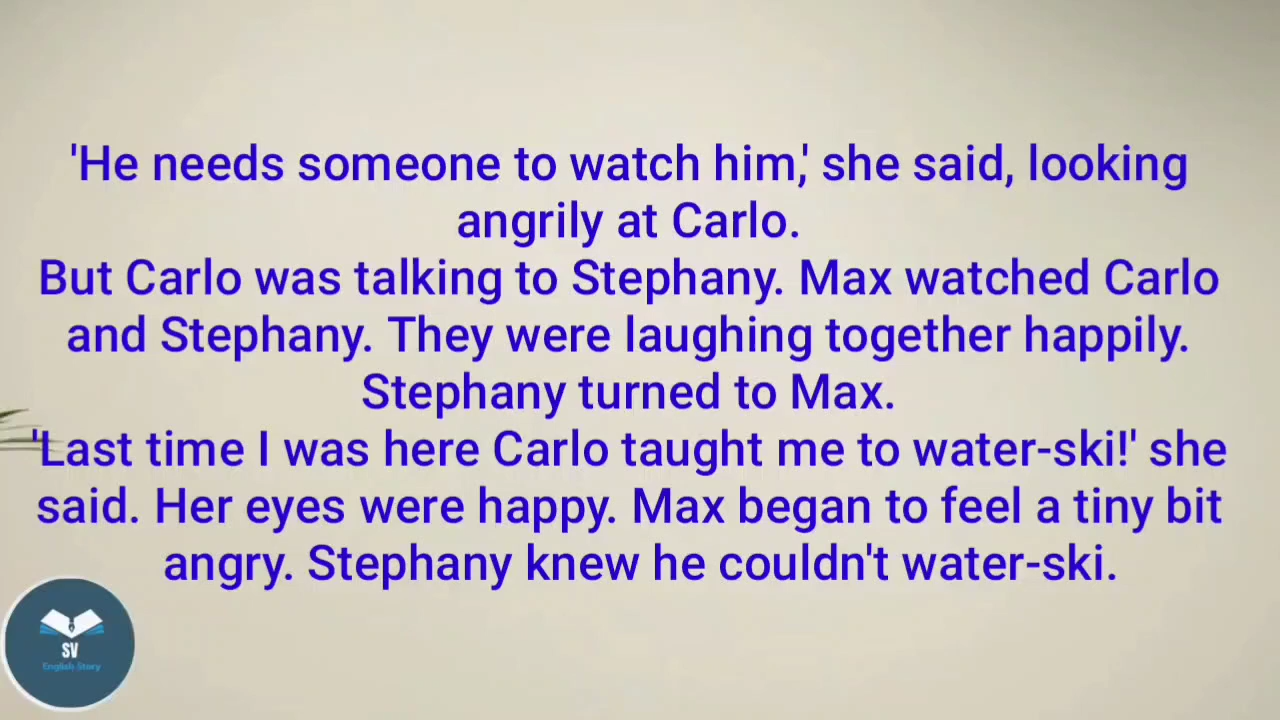 'He needs someone to watch him,' she said, looking
angrily at Carlo.
But Carlo was talking to Stephany. Max watched Carlo
and Stephany. They were laughing together happily.
Stephany turned to Max.
'Last time I was here Carlo taught me to water-ski!' she
said. Her eyes were happy. Max began to feel a tiny bit
angry. Stephany knew he couldn't water-ski.
SV
English Story